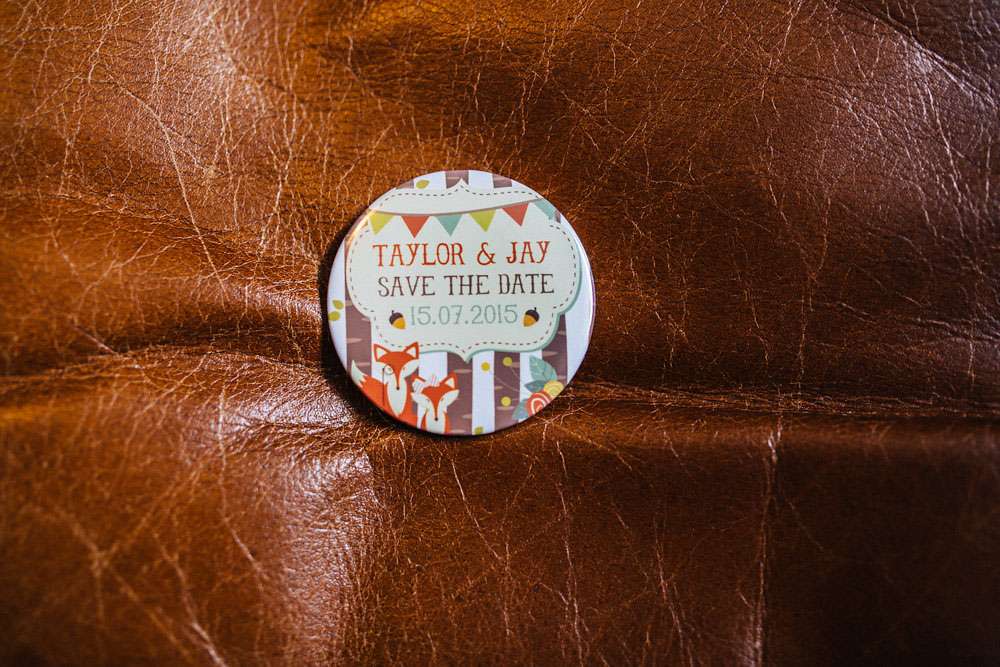 TAYLOR & JAY
SAVE THE DATE
15.07.2015